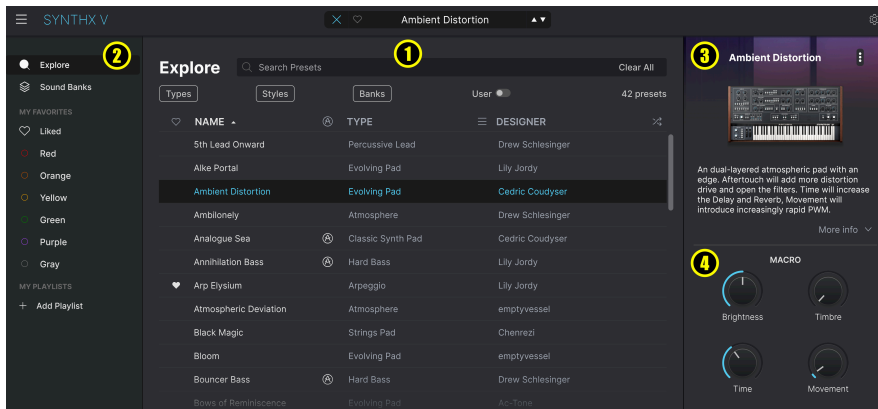 SYNTHX V
Ambient Distortion
Explore
Sound Banks
MY FAVORITES
Liked
Red
Orange
Yellow
Green
Purple
Gray
MY PLAYLISTS
+ Add Playlist
2
1
Explore
Search Presets
Clear All
Types
Styles
Banks
User
42 presets
NAME TYPE DESIGNER
5th Lead Onward Percussive Lead Drew Schlesinger
Alke Portal Evolving Pad Lily Jordy
Ambient Distortion Evolving Pad Cedric Coudyser
Ambilonely Atmosphere Drew Schlesinger
Analogue Sea Classic Synth Pad Cedric Coudyser
Annihilation Bass Hard Bass Lily Jordy
Arp Elysium Arpeggio Lily Jordy
Atmospheric Deviation Atmosphere emptyvessel
Black Magic Strings Pad Chenrezi
Bloom Evolving Pad emptyvessel
Bouncer Bass Hard Bass Drew Schlesinger
Bows of Reminiscence Evolving Pad Ac-Tone
3
Ambient Distortion
An dual-layered atmospheric pad with an
edge. Aftertouch will add more distortion
drive and open the filters. Time will increase
the Delay and Reverb, Movement will
introduce increasingly rapid PWM.
More info
4
MACRO
Brightness
Timbre
Time
Movement